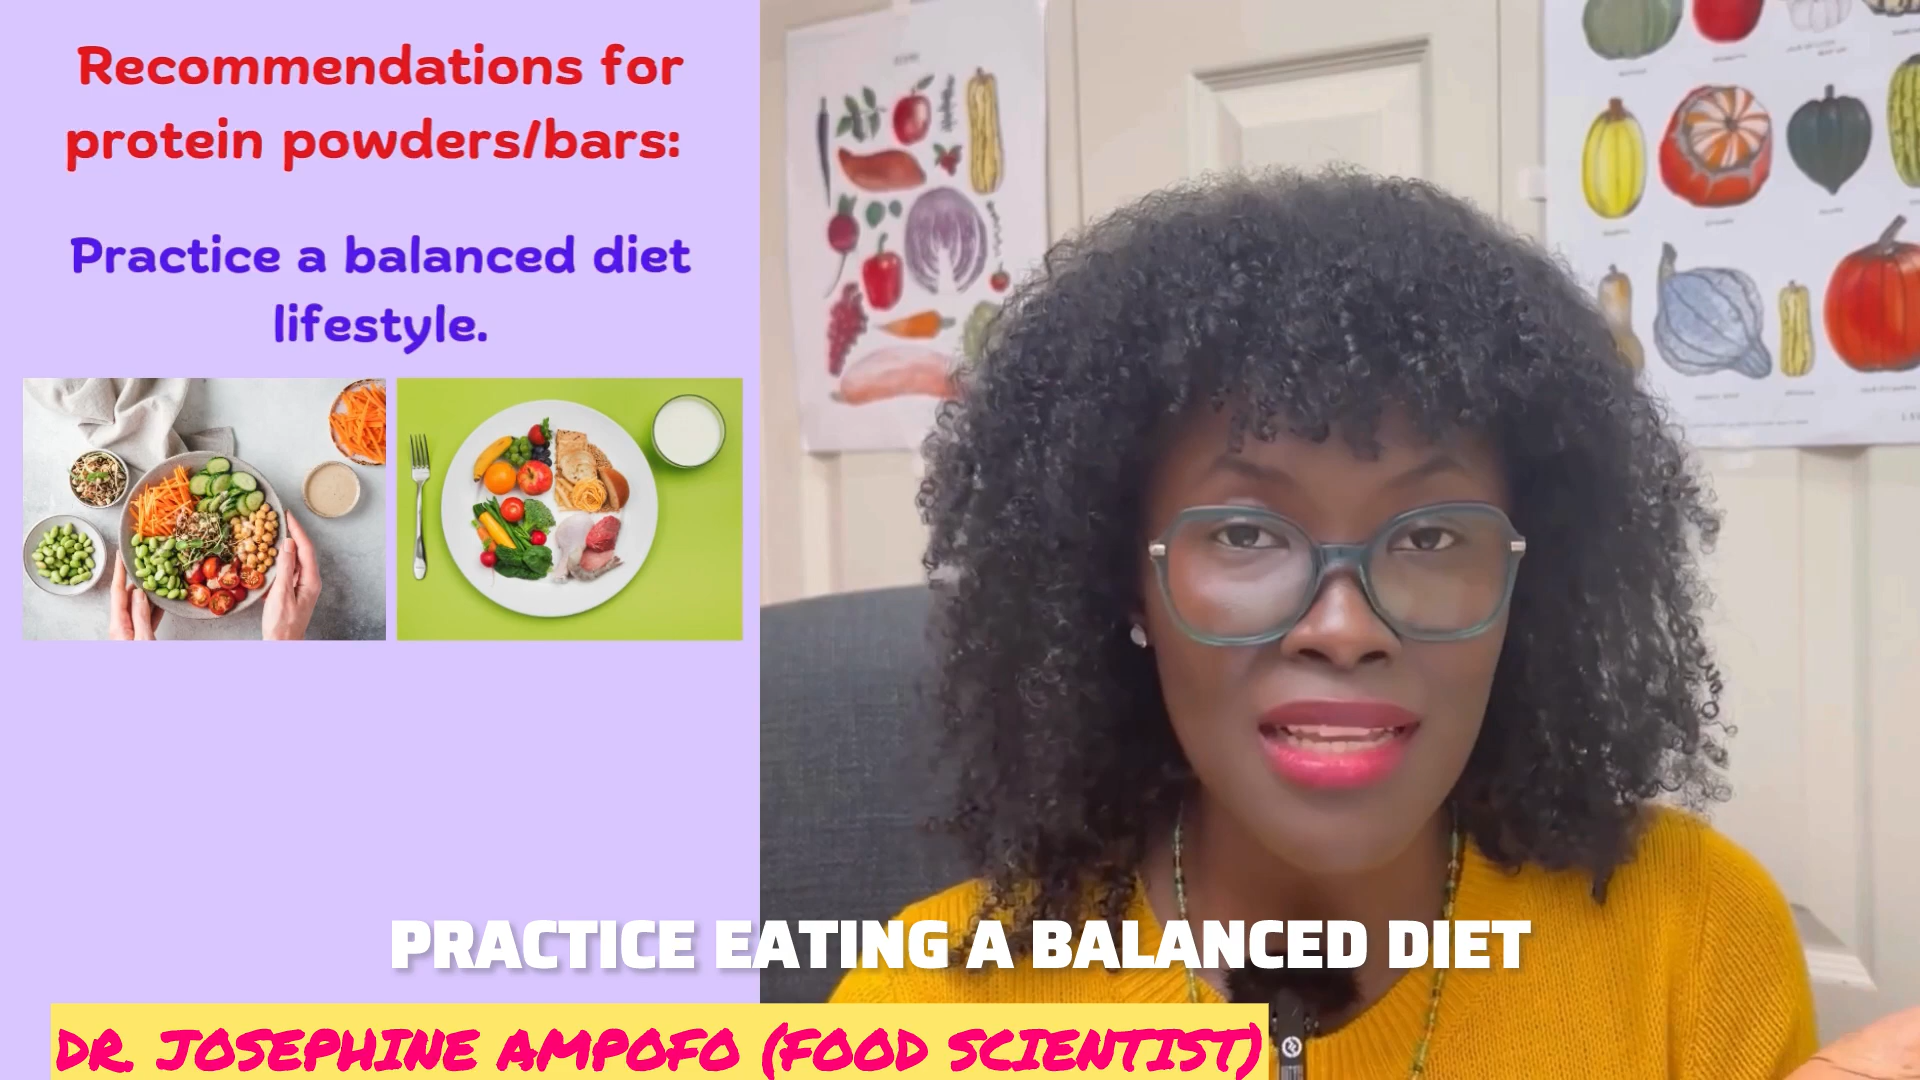 Recommendations for
protein powders/bars:
Practice a balanced diet
lifestyle.
PRACTICE EATING A BALANCED DIET
DR. JOSEPHINE AMPOFO (FOOD SCIENTIST)